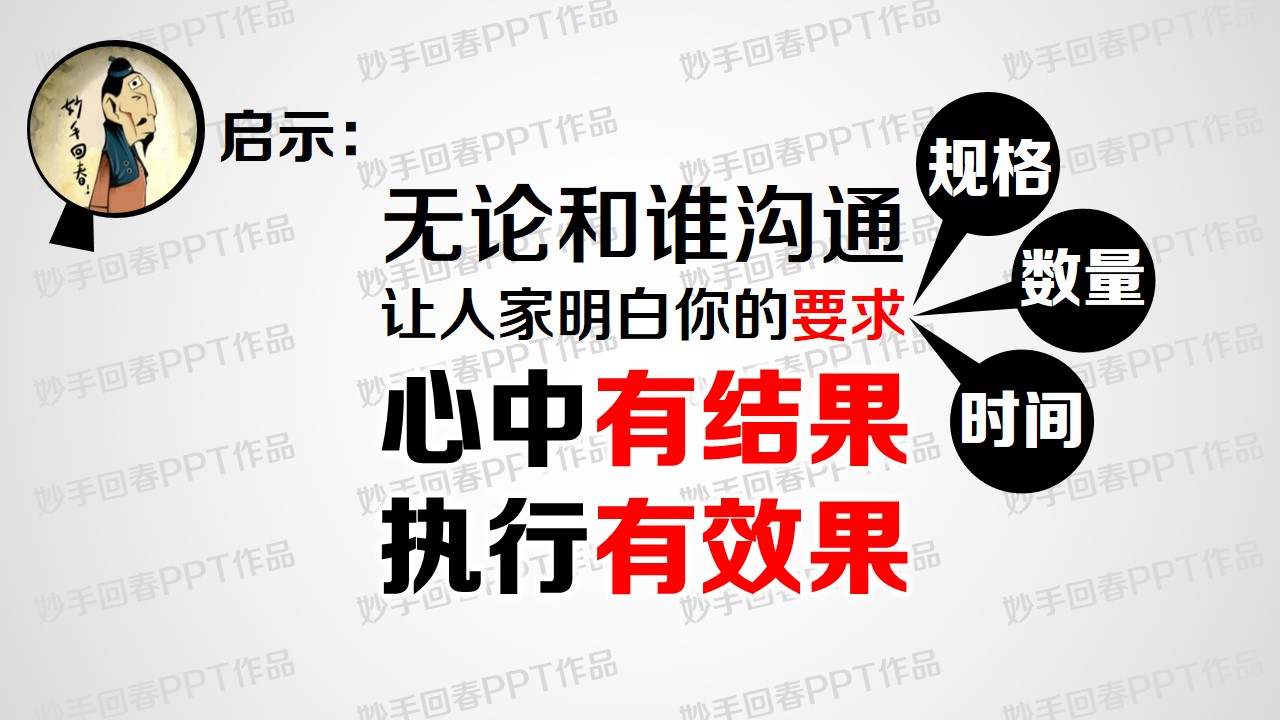 妙手回春!
启示：
无论和谁沟通
让人家明白你的要求
心中有结果
执行有效果
规格
数量
时间
妙手回春PPT作品